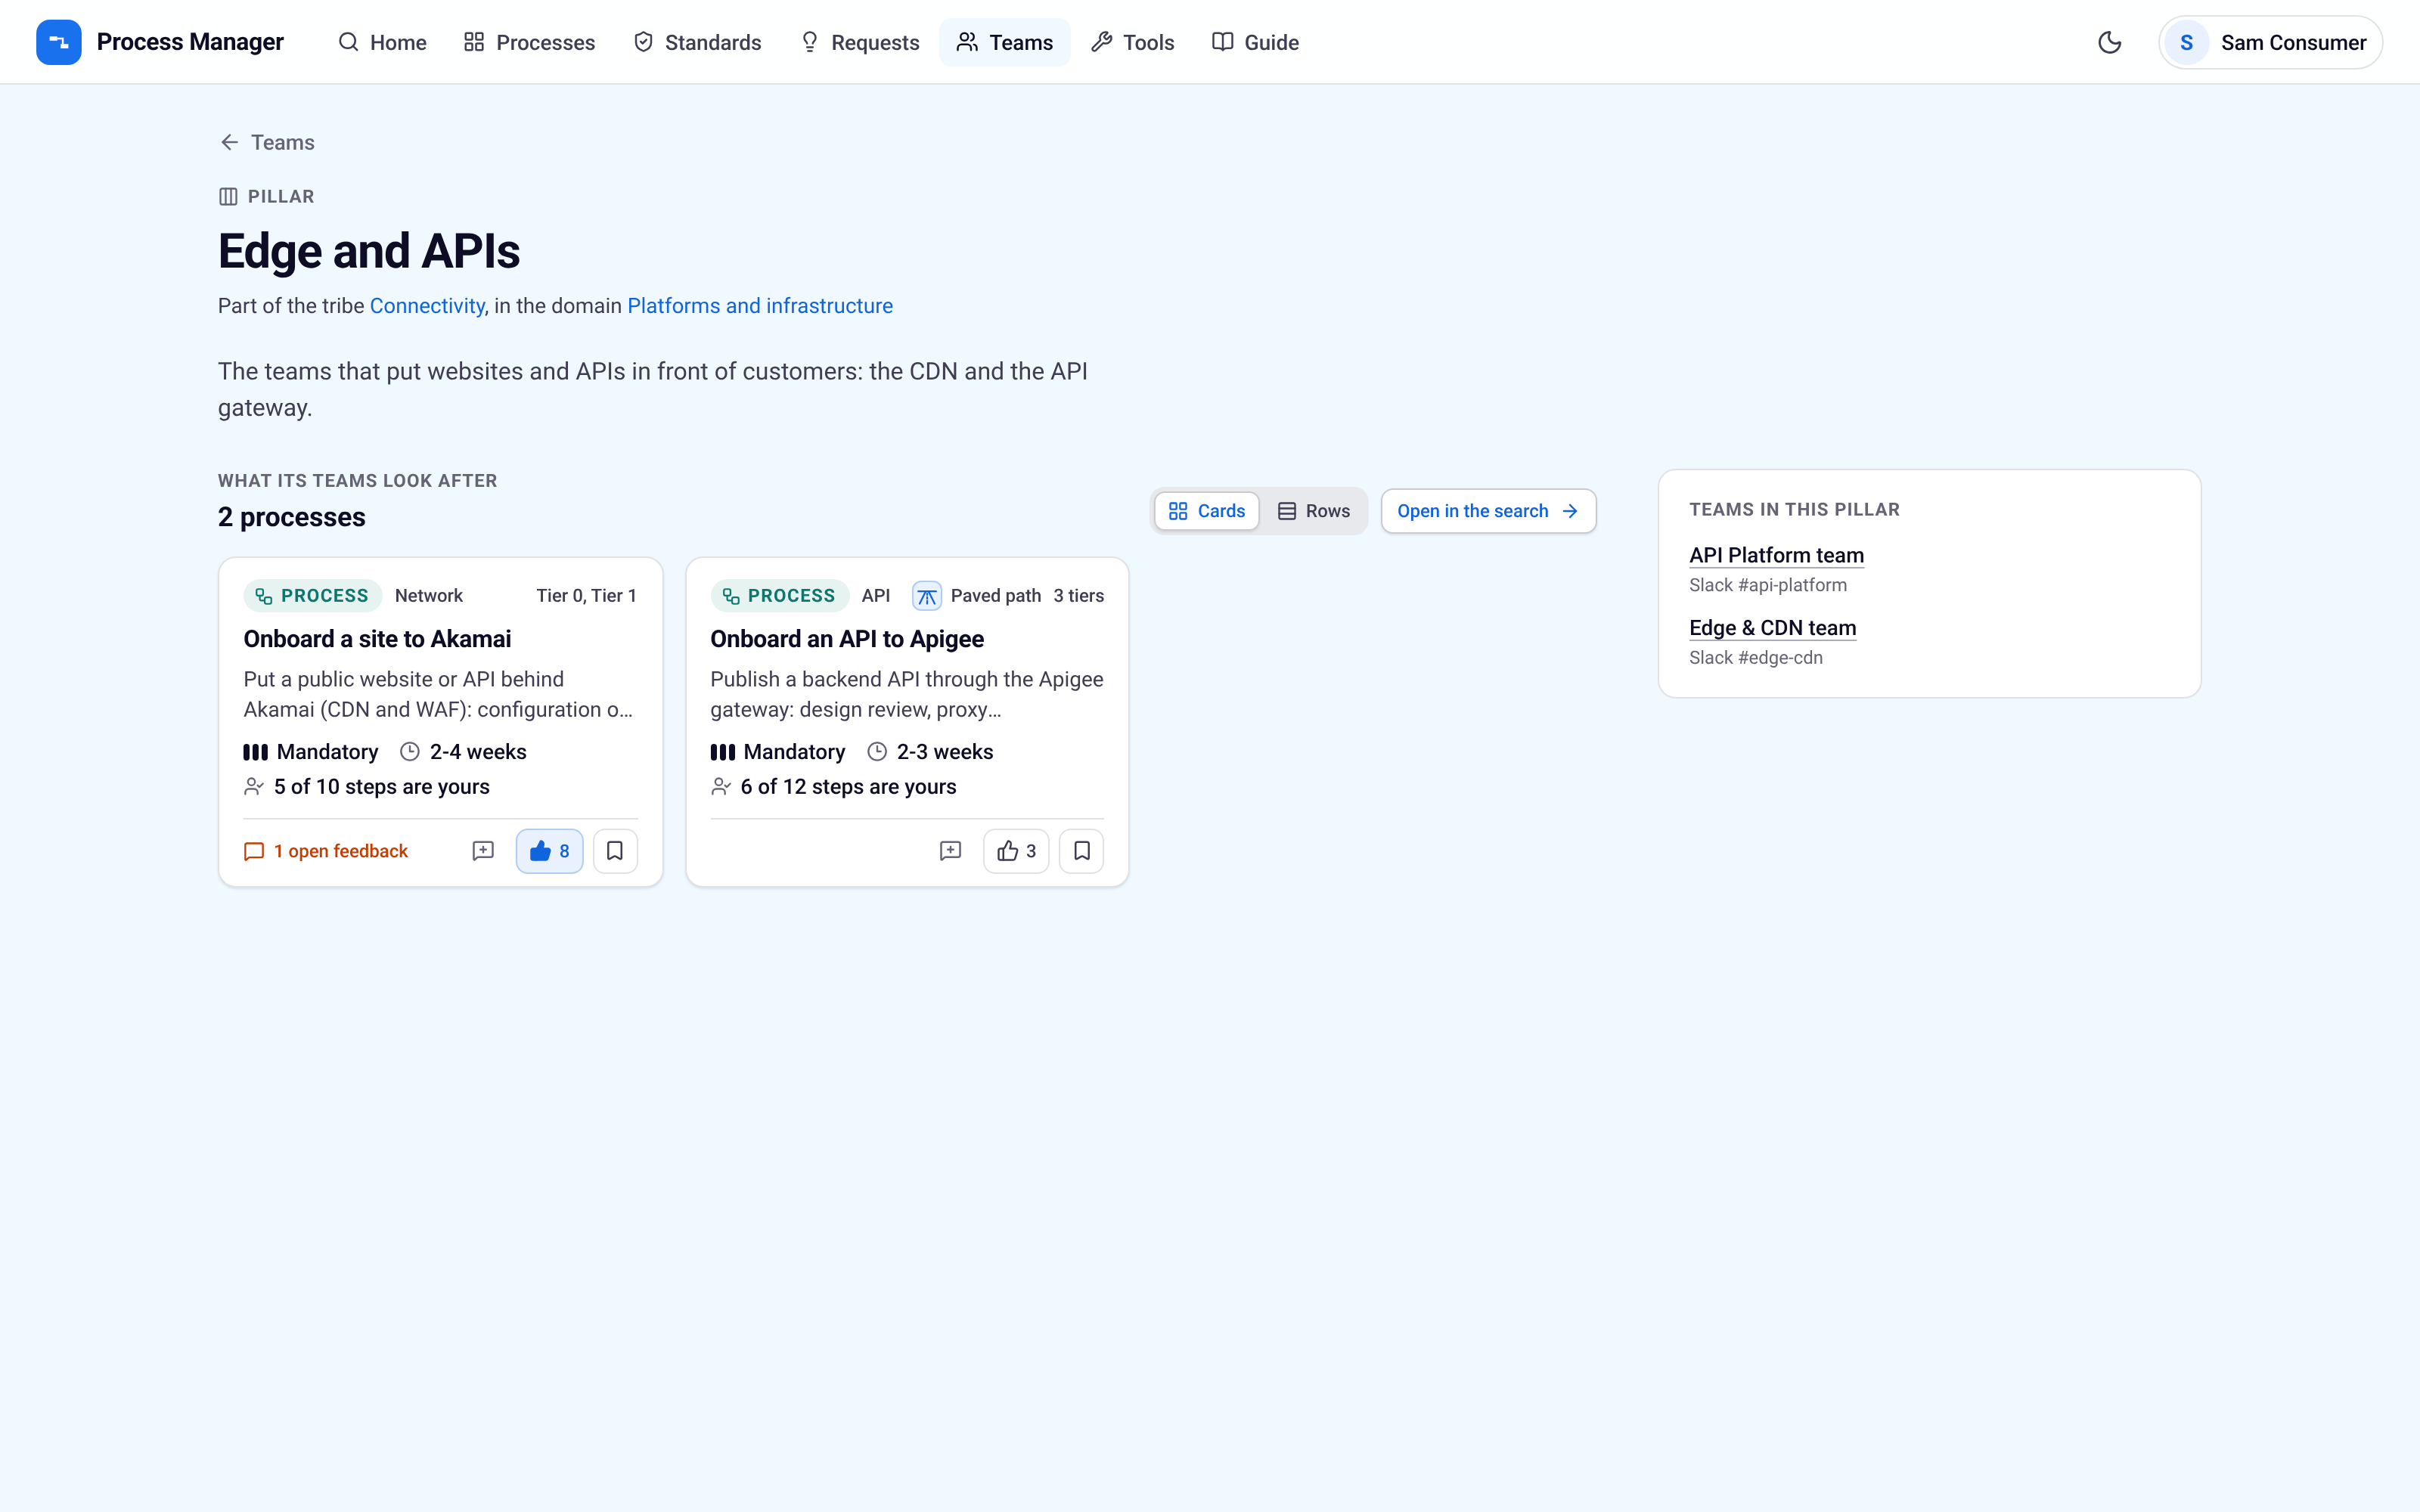 Process Manager
Home
Processes
Standards
Requests
Teams
Tools
Guide
S
Sam Consumer
Teams
PILLAR
Edge and APIs
Part of the tribe Connectivity, in the domain Platforms and infrastructure
The teams that put websites and APIs in front of customers: the CDN and the API
gateway.
WHAT ITS TEAMS LOOK AFTER
2 processes
Cards
Rows
Open in the search
PROCESS
Network
Tier 0, Tier 1
Onboard a site to Akamai
Put a public website or API behind
Akamai (CDN and WAF): configuration o…
Mandatory
2-4 weeks
5 of 10 steps are yours
1 open feedback
8
PROCESS
API
Paved path
3 tiers
Onboard an API to Apigee
Publish a backend API through the Apigee
gateway: design review, proxy…
Mandatory
2-3 weeks
6 of 12 steps are yours
3
TEAMS IN THIS PILLAR
API Platform team
Slack #api-platform
Edge & CDN team
Slack #edge-cdn